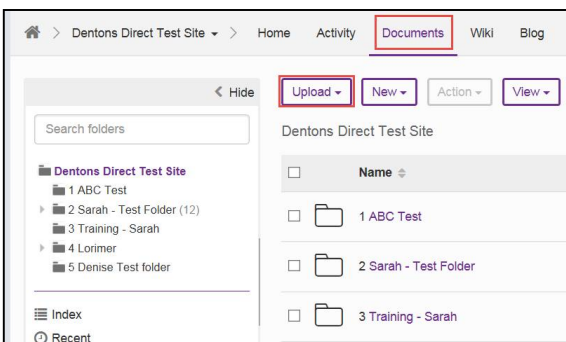 > Dentons Direct Test Site > Home Activity Documents Wiki Blog
Hide
Search folders
Dentons Direct Test Site
1 ABC Test
2 Sarah - Test Folder (12)
3 Training - Sarah
4 Lorimer
5 Denise Test folder
Index
Recent
Upload New Action View
Dentons Direct Test Site
Name
1 ABC Test
2 Sarah - Test Folder
3 Training - Sarah